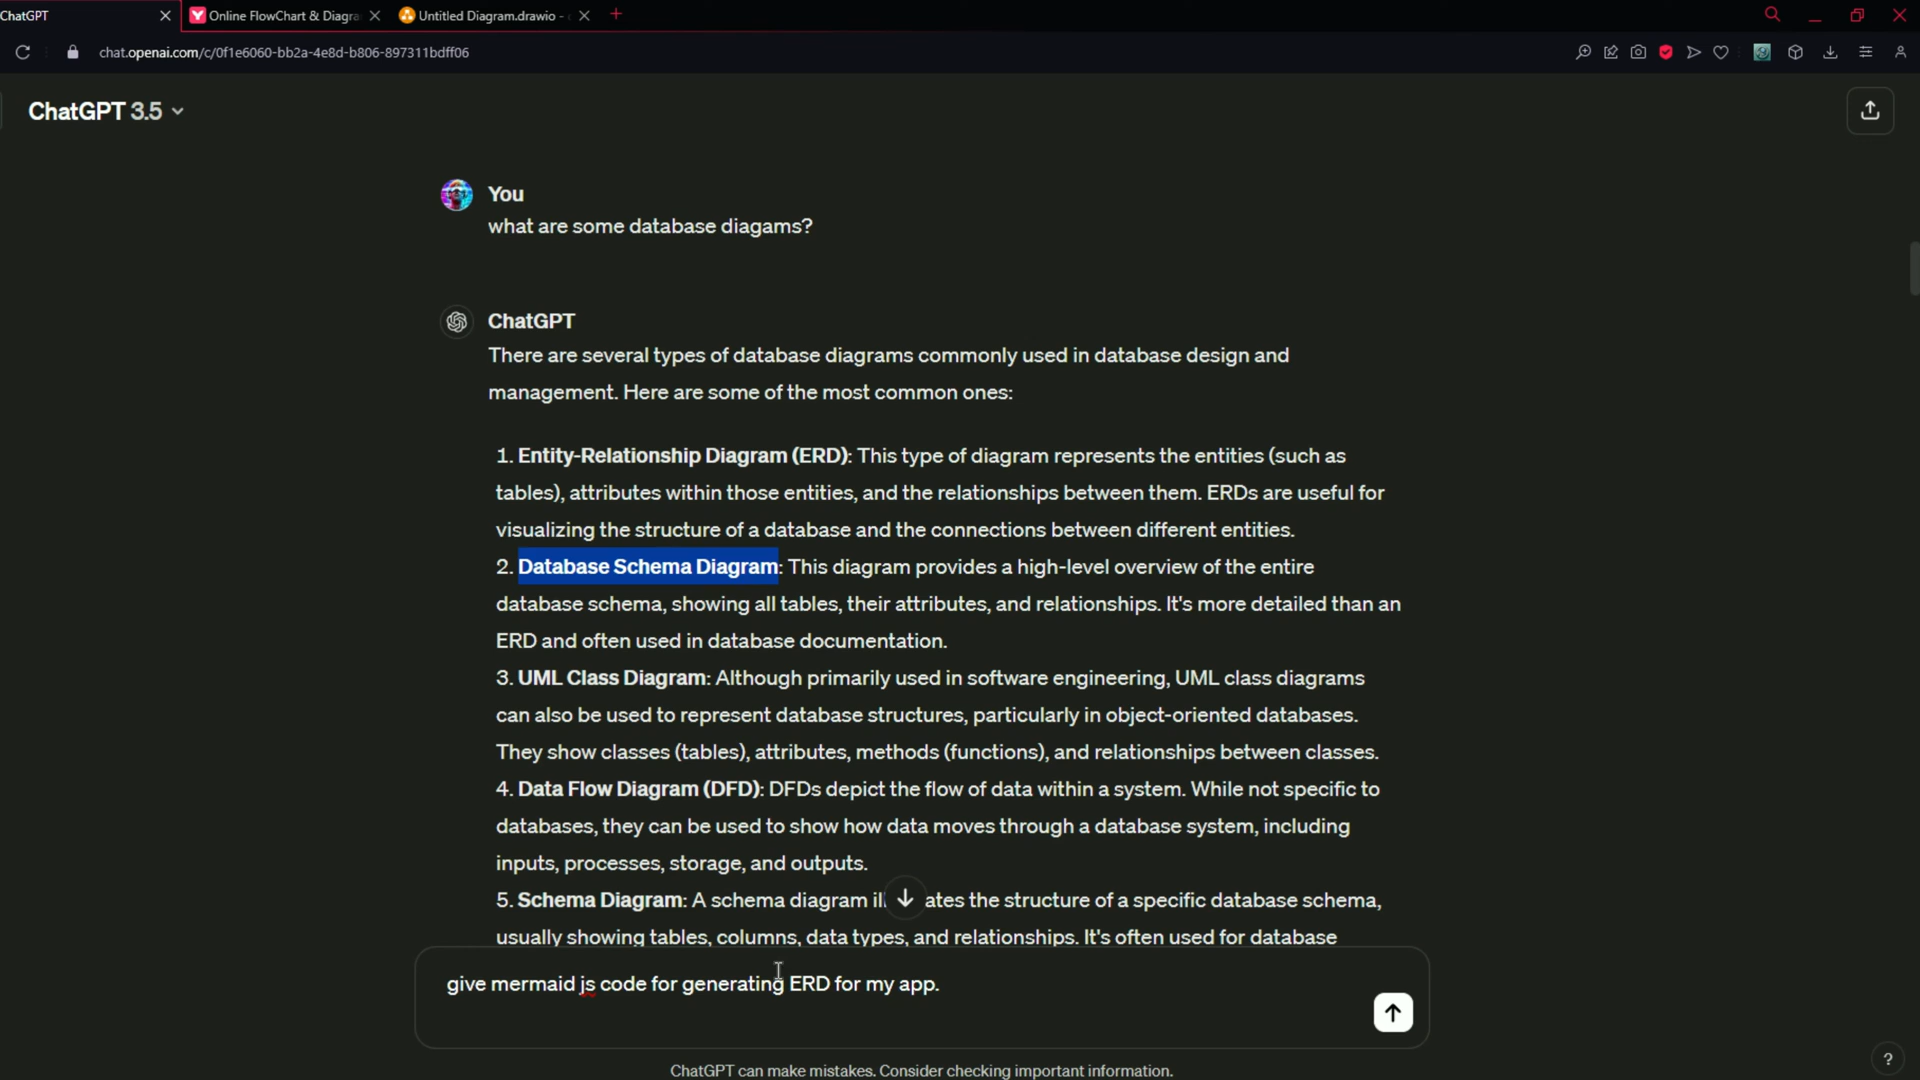 ChatGPT
Online FlowChart & Diagra
Untitled Diagram.drawio -
chat.openai.com/c/0f1e6060-bb2a-4e8d-b806-897311bdff06
ChatGPT 3.5
You
what are some database diagams?
ChatGPT
There are several types of database diagrams commonly used in database design and
management. Here are some of the most common ones:
1. Entity-Relationship Diagram (ERD): This type of diagram represents the entities (such as
tables), attributes within those entities, and the relationships between them. ERDs are useful for
visualizing the structure of a database and the connections between different entities.
2. Database Schema Diagram: This diagram provides a high-level overview of the entire
database schema, showing all tables, their attributes, and relationships. It's more detailed than an
ERD and often used in database documentation.
3. UML Class Diagram: Although primarily used in software engineering, UML class diagrams
can also be used to represent database structures, particularly in object-oriented databases.
They show classes (tables), attributes, methods (functions), and relationships between classes.
4. Data Flow Diagram (DFD): DFDs depict the flow of data within a system. While not specific to
databases, they can be used to show how data moves through a database system, including
inputs, processes, storage, and outputs.
5. Schema Diagram: A schema diagram il ates the structure of a specific database schema,
usually showing tables, columns, data types, and relationships. It's often used for database
give mermaid js code for generating ERD for my app.
ChatGPT can make mistakes. Consider checking important information.
?